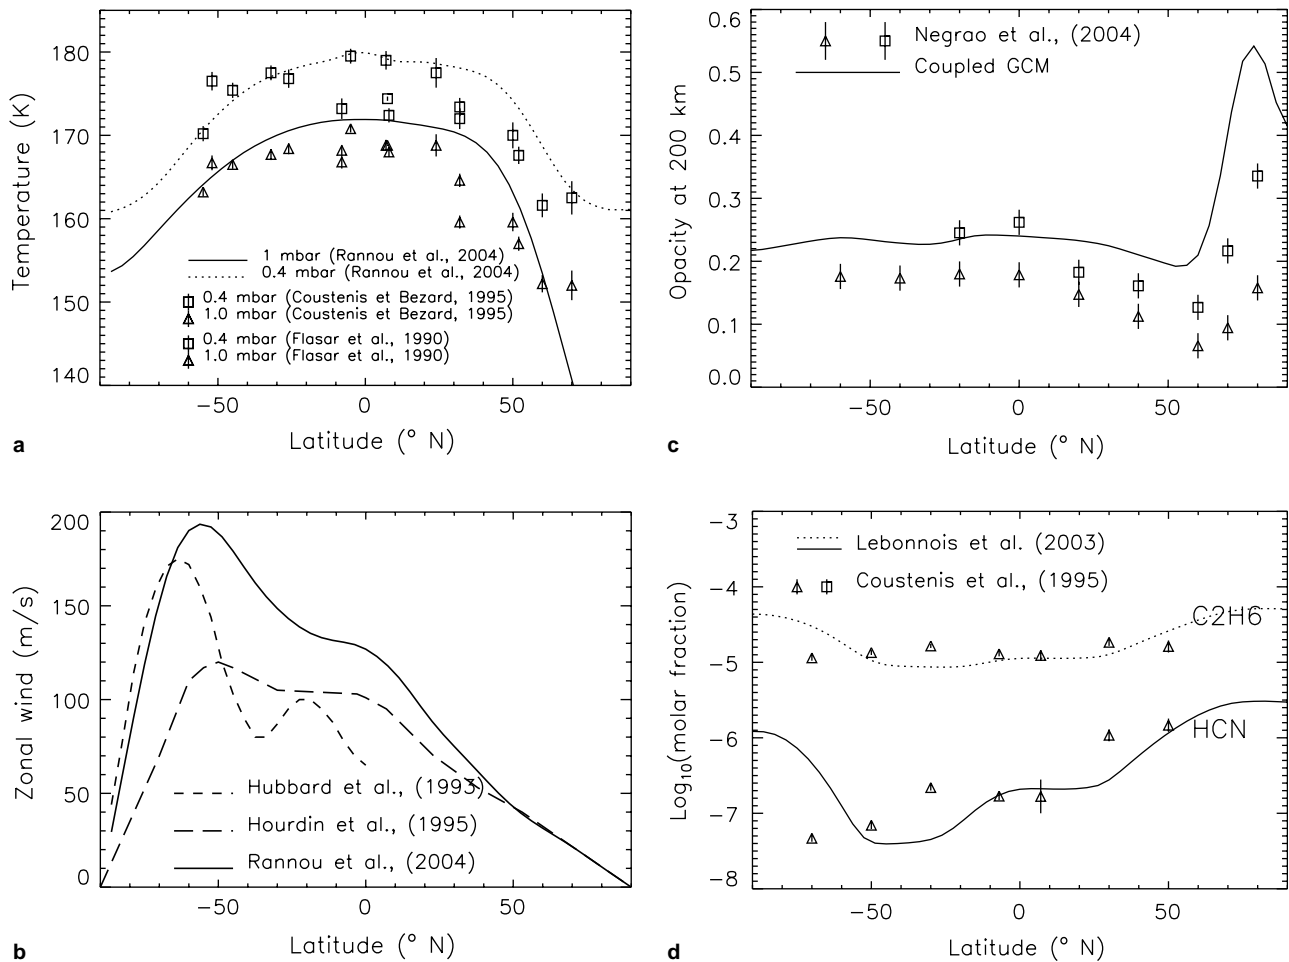 180
170
160
150
140
Temperature (K)
1 mbar (Rannou et al., 2004)
0.4 mbar (Rannou et al., 2004)
0.4 mbar (Coustenis et Bezard, 1995)
1.0 mbar (Coustenis et Bezard, 1995)
0.4 mbar (Flasar et al., 1990)
1.0 mbar (Flasar et al., 1990)
−50 0 50
Latitude (° N)
a
0.6
0.5
0.4
0.3
0.2
0.1
0.0
Opacity at 200 km
Negrao et al., (2004)
Coupled GCM
−50 0 50
Latitude (° N)
c
200
150
100
50
0
Zonal wind (m/s)
Hubbard et al., (1993)
Hourdin et al., (1995)
Rannou et al., (2004)
−50 0 50
Latitude (° N)
b
−3
−4
−5
−6
−7
−8
Log10(molar fraction)
Lebonnois et al. (2003)
Coustenis et al., (1995)
C2H6
HCN
−50 0 50
Latitude (° N)
d